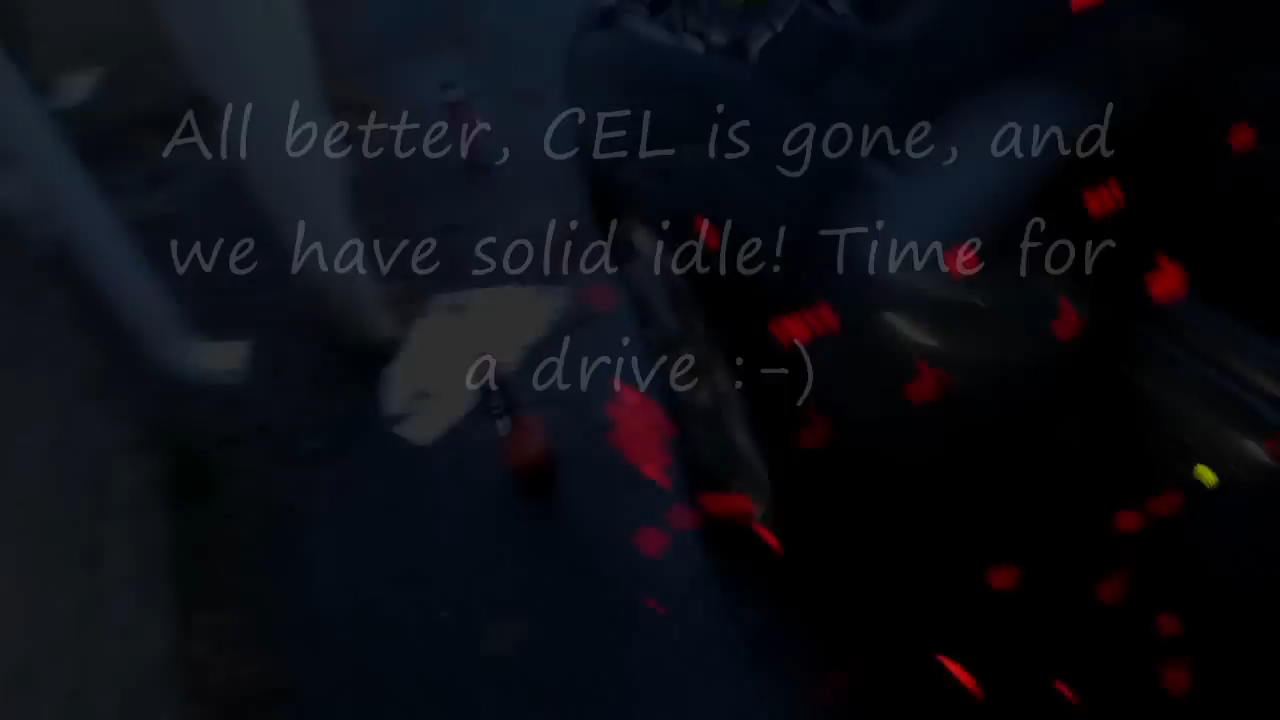 All better, CEL is gone, and
we have solid idle! Time for
a drive :-)